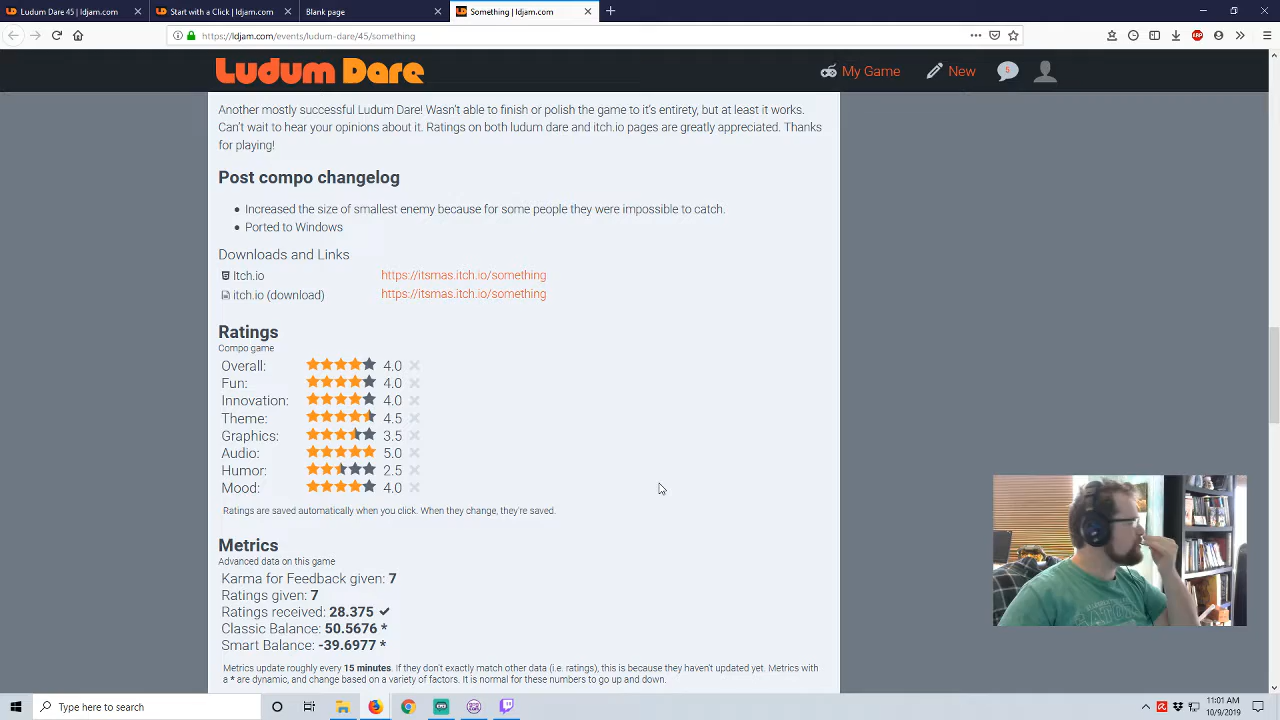 Ludum Dare 45 | ldjam.com
Start with a Click | ldjam.com
Blank page
Something | ldjam.com
https://ldjam.com/events/ludum-dare/45/something
LUDUM DARE
My Game
New
5
Another mostly successful Ludum Dare! Wasn't able to finish or polish the game to it's entirety, but at least it works.
Can't wait to hear your opinions about it. Ratings on both ludum dare and itch.io pages are greatly appreciated. Thanks
for playing!
Post compo changelog
Increased the size of smallest enemy because for some people they were impossible to catch.
Ported to Windows
Downloads and Links
Itch.io https://itsmas.itch.io/something
itch.io (download) https://itsmas.itch.io/something
Ratings
Compo game
Overall: 4.0
Fun: 4.0
Innovation: 4.0
Theme: 4.5
Graphics: 3.5
Audio: 5.0
Humor: 2.5
Mood: 4.0
Ratings are saved automatically when you click. When they change, they're saved.
Metrics
Advanced data on this game
Karma for Feedback given: 7
Ratings given: 7
Ratings received: 28.375 ✔
Classic Balance: 50.5676 *
Smart Balance: -39.6977 *
Metrics update roughly every 15 minutes. If they don't exactly match other data (i.e. ratings), this is because they haven't updated yet. Metrics with
a * are dynamic, and change based on a variety of factors. It is normal for these numbers to go up and down.
Type here to search
11:01 AM
10/9/2019